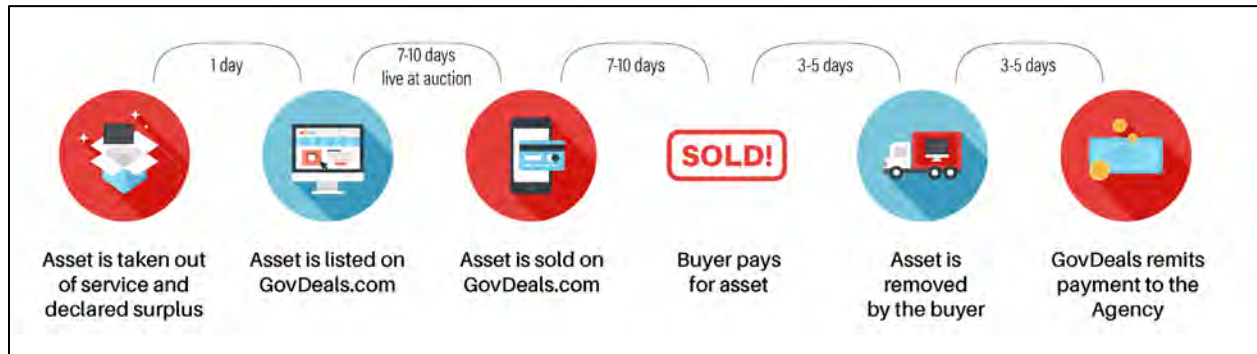 1 day
7-10 days
live at auction
7-10 days
3-5 days
3-5 days
SOLD!
Asset is taken out
of service and
declared surplus
Asset is listed on
GovDeals.com
Asset is sold on
GovDeals.com
Buyer pays
for asset
Asset is
removed
by the buyer
GovDeals remits
payment to the
Agency